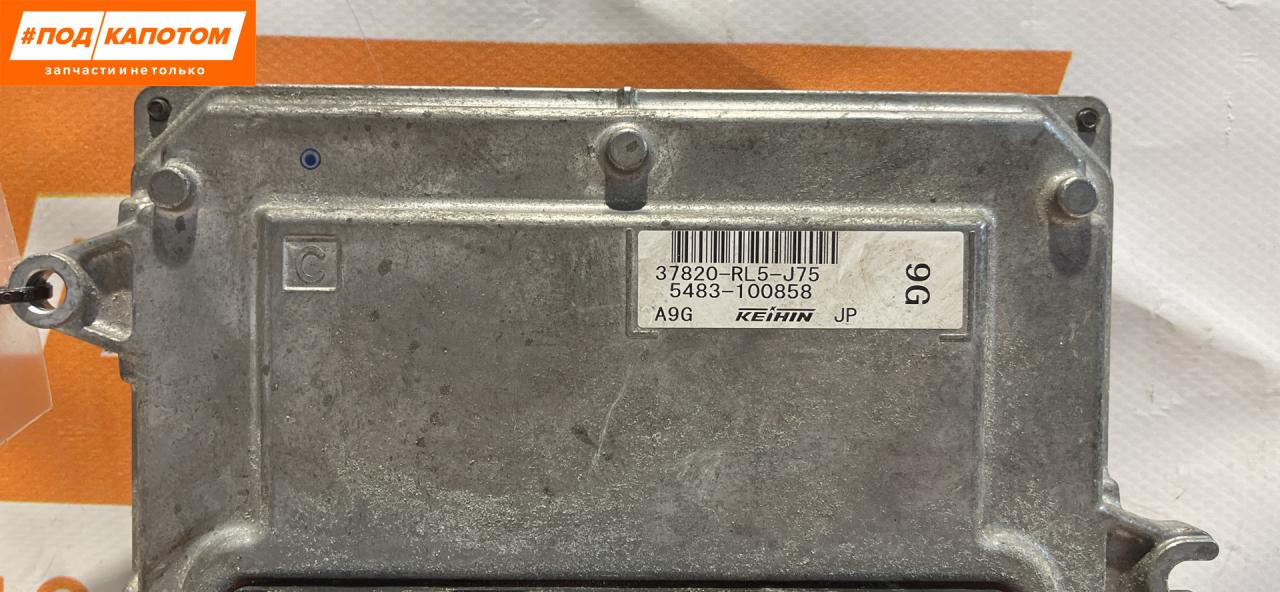 #ПОД/КАПОТОМ
запчасти и не только
C
37820-RL5-J75
5483-100858
9G
A9G KEIHIN JP